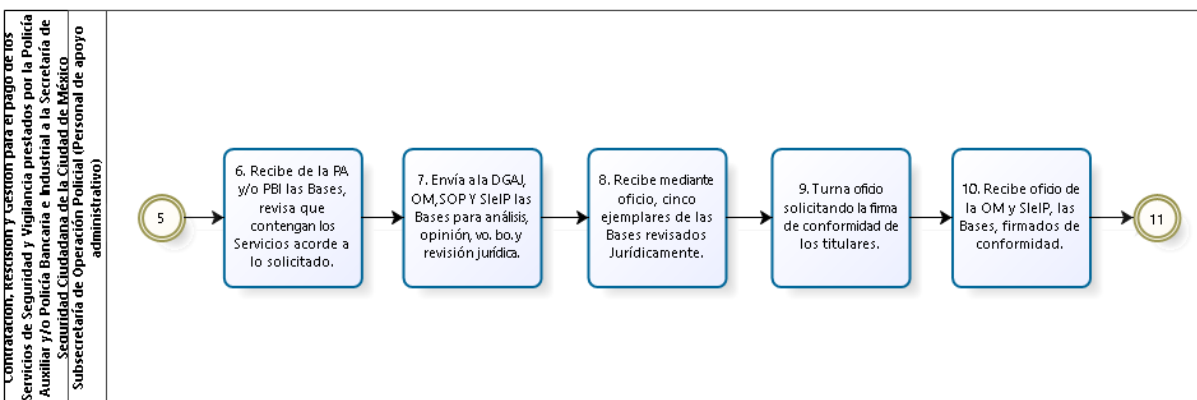 Contratación, Rescisión y Gestión para el pago de los
Servicios de Seguridad y Vigilancia prestados por la Policía
Auxiliar y/o Policía Bancaria e Industrial a la Secretaría de
Seguridad Ciudadana de la Ciudad de México
Subsecretaría de Operación Policial (Personal de apoyo
administrativo)
5
6. Recibe de la PA
y/o PBI las Bases,
revisa que
contengan los
Servicios acorde a
lo solicitado.
7. Envía a la DGAJ,
OM, SOP Y SIeIP las
Bases para análisis,
opinión, vo. bo. y
revisión jurídica.
8. Recibe mediante
oficio, cinco
ejemplares de las
Bases revisados
Jurídicamente.
9. Turna oficio
solicitando la firma
de conformidad de
los titulares.
10. Recibe oficio de
la OM y SIeIP, las
Bases, firmados de
conformidad.
11